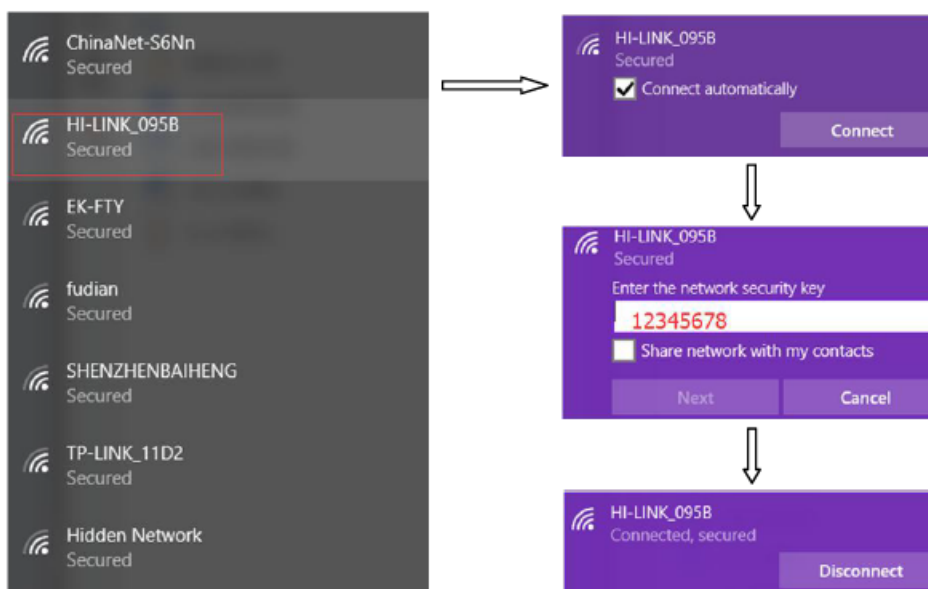 ChinaNet-S6Nn
Secured
HI-LINK_095B
Secured
EK-FTY
Secured
fudian
Secured
SHENZHENBAIHENG
Secured
TP-LINK_11D2
Secured
Hidden Network
Secured
HI-LINK_095B
Secured
Connect automatically
Connect
HI-LINK_095B
Secured
Enter the network security key
12345678
Share network with my contacts
Next
Cancel
HI-LINK_095B
Connected, secured
Disconnect